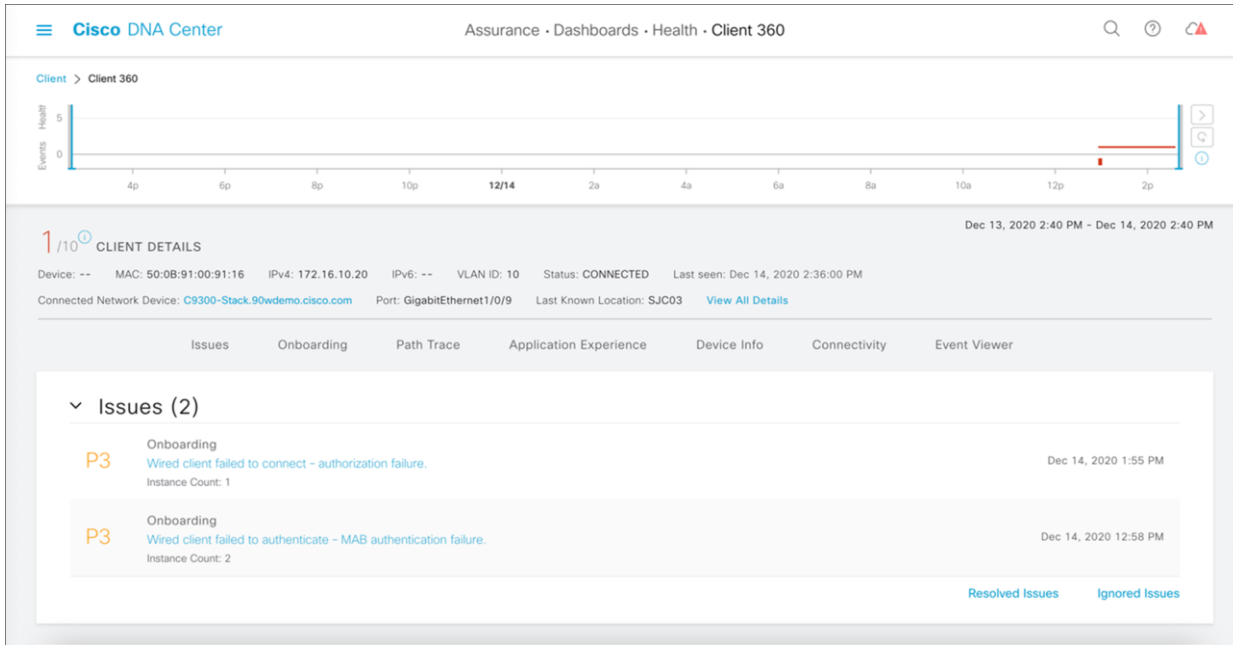 Cisco DNA Center
Assurance · Dashboards · Health · Client 360
Client > Client 360
Health
5
Events
0
4p 6p 8p 10p 12/14 2a 4a 6a 8a 10a 12p 2p
Dec 13, 2020 2:40 PM - Dec 14, 2020 2:40 PM
1/10 CLIENT DETAILS
Device: -- MAC: 50:0B:91:00:91:16 IPv4: 172.16.10.20 IPv6: -- VLAN ID: 10 Status: CONNECTED Last seen: Dec 14, 2020 2:36:00 PM
Connected Network Device: C9300-Stack.90wdemo.cisco.com Port: GigabitEthernet1/0/9 Last Known Location: SJC03 View All Details
Issues Onboarding Path Trace Application Experience Device Info Connectivity Event Viewer
Issues (2)
Onboarding
P3 Wired client failed to connect - authorization failure. Dec 14, 2020 1:55 PM
Instance Count: 1
Onboarding
P3 Wired client failed to authenticate - MAB authentication failure. Dec 14, 2020 12:58 PM
Instance Count: 2
Resolved Issues Ignored Issues